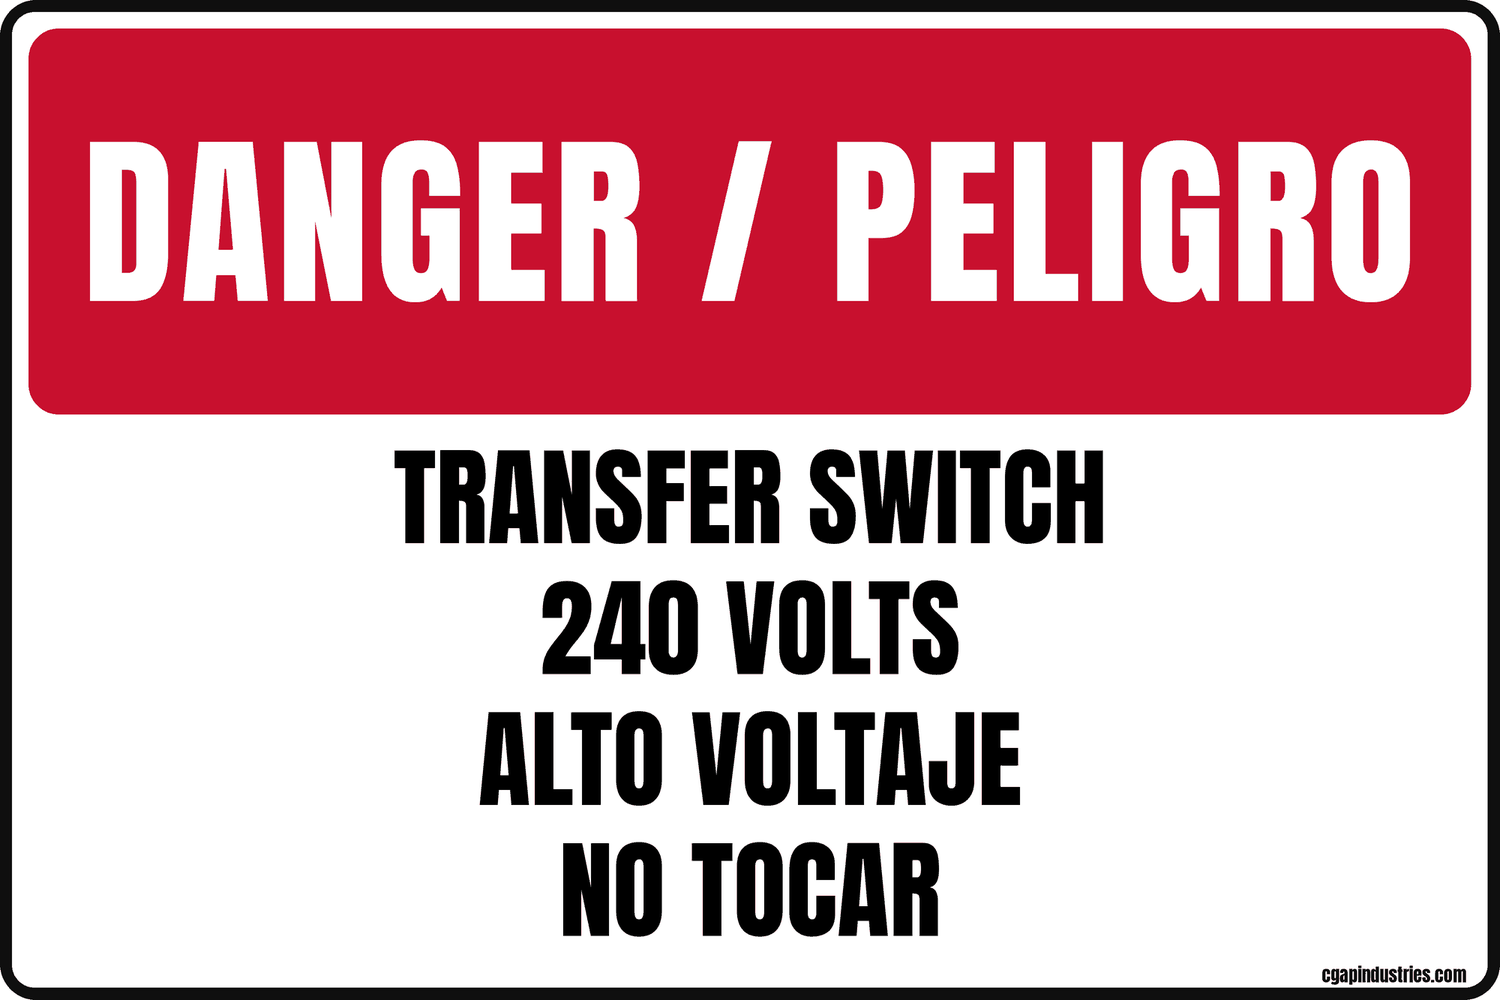 DANGER / PELIGRO
TRANSFER SWITCH
240 VOLTS
ALTO VOLTAJE
NO TOCAR
cgapindustries.com